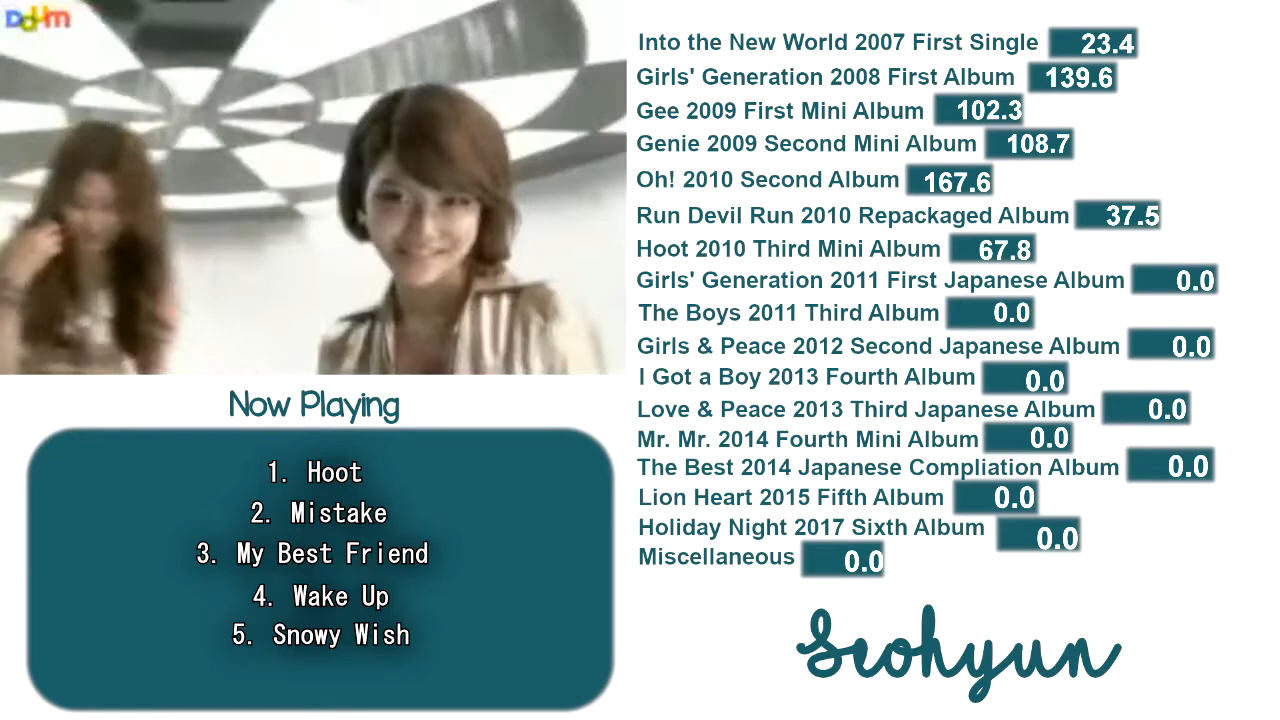 Daum
Into the New World 2007 First Single 23.4
Girls' Generation 2008 First Album 139.6
Gee 2009 First Mini Album 102.3
Genie 2009 Second Mini Album 108.7
Oh! 2010 Second Album 167.6
Run Devil Run 2010 Repackaged Album 37.5
Hoot 2010 Third Mini Album 67.8
Girls' Generation 2011 First Japanese Album 0.0
The Boys 2011 Third Album 0.0
Girls & Peace 2012 Second Japanese Album 0.0
I Got a Boy 2013 Fourth Album 0.0
Love & Peace 2013 Third Japanese Album 0.0
Mr. Mr. 2014 Fourth Mini Album 0.0
The Best 2014 Japanese Compliation Album 0.0
Lion Heart 2015 Fifth Album 0.0
Holiday Night 2017 Sixth Album 0.0
Miscellaneous 0.0
Now Playing
1. Hoot
2. Mistake
3. My Best Friend
4. Wake Up
5. Snowy Wish
Seohyun